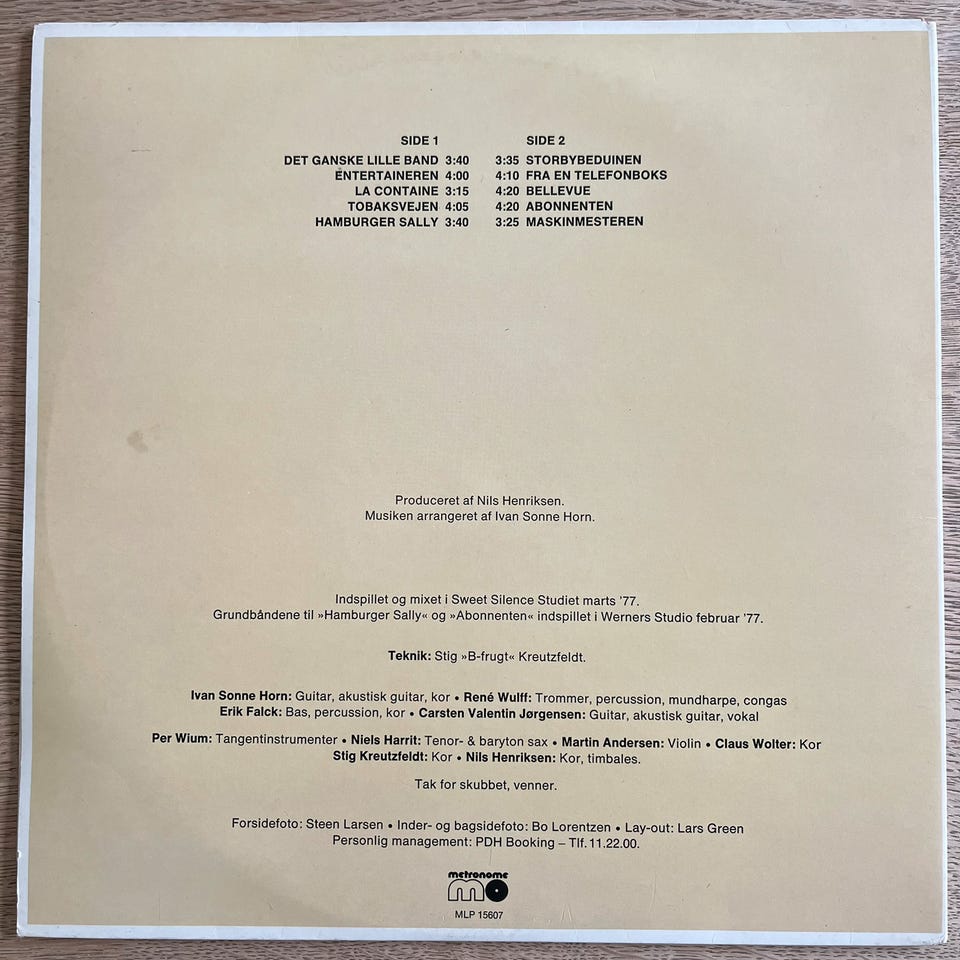 SIDE 1
DET GANSKE LILLE BAND 3:40
ENTERTAINEREN 4:00
LA CONTAINE 3:15
TOBAKSVEJEN 4:05
HAMBURGER SALLY 3:40
SIDE 2
3:35 STORBYBEDUINEN
4:10 FRA EN TELEFONBOKS
4:20 BELLEVUE
4:20 ABONNENTEN
3:25 MASKINMESTEREN
Produceret af Nils Henriksen.
Musiken arrangeret af Ivan Sonne Horn.
Indspillet og mixet i Sweet Silence Studiet marts '77.
Grundbåndene til »Hamburger Sally« og »Abonnenten« indspillet i Werners Studio februar '77.
Teknik: Stig »B-frugt« Kreutzfeldt.
Ivan Sonne Horn: Guitar, akustisk guitar, kor • René Wulff: Trommer, percussion, mundharpe, congas
Erik Falck: Bas, percussion, kor • Carsten Valentin Jørgensen: Guitar, akustisk guitar, vokal
Per Wium: Tangentinstrumenter • Niels Harrit: Tenor- & baryton sax • Martin Andersen: Violin • Claus Wolter: Kor
Stig Kreutzfeldt: Kor • Nils Henriksen: Kor, timbales.
Tak for skubbet, venner.
Forsidefoto: Steen Larsen • Inder- og bagsidefoto: Bo Lorentzen • Lay-out: Lars Green
Personlig management: PDH Booking – Tlf. 11.22.00.
metronome
mo
MLP 15607